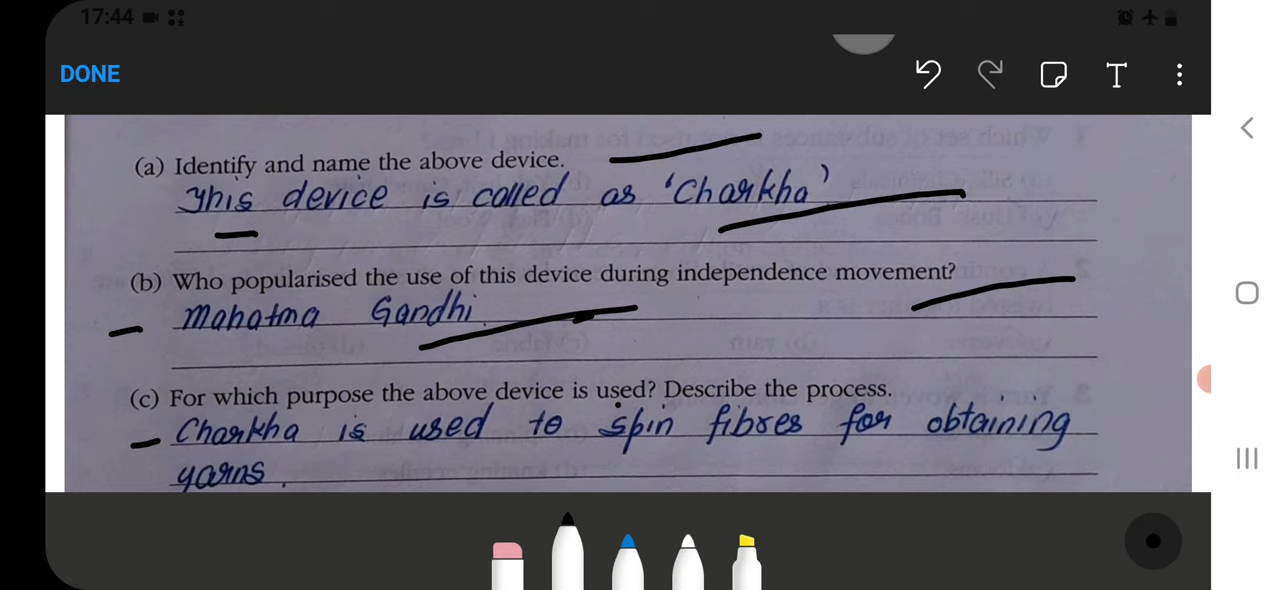 17:44
DONE
T
(a) Identify and name the above device.
This device is called as 'Charkha'
(b) Who popularised the use of this device during independence movement?
Mahatma Gandhi.
(c) For which purpose the above device is used? Describe the process.
Charkha is used to spin fibres for obtaining
yarns.